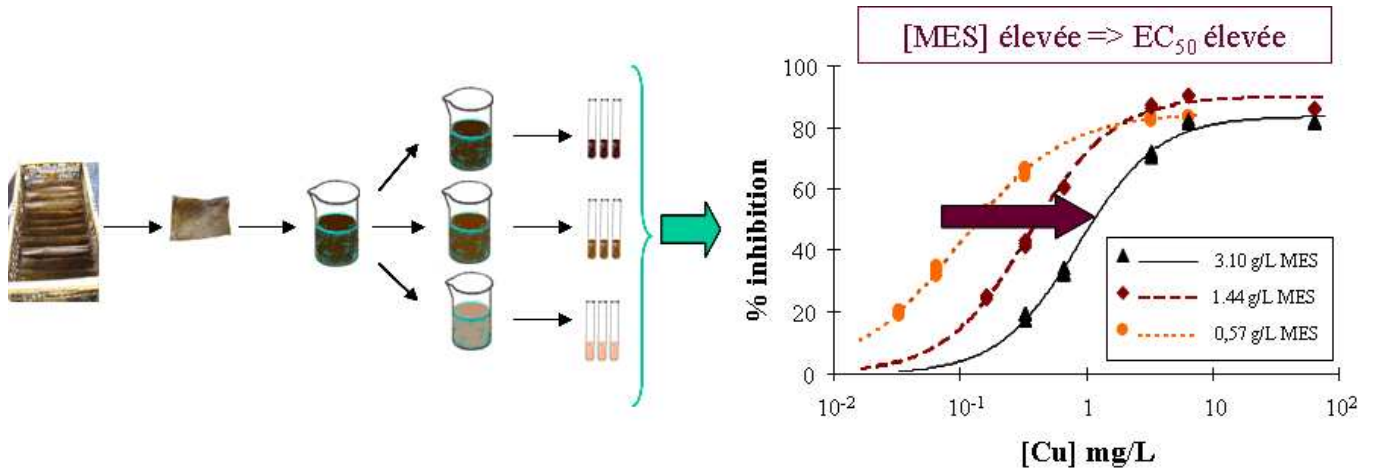 [MES] élevée => EC50 élevée
100
80
60
40
20
0
% inhibition
3.10 g/L MES
1.44 g/L MES
0,57 g/L MES
10-2
10-1
1
10
102
[Cu] mg/L